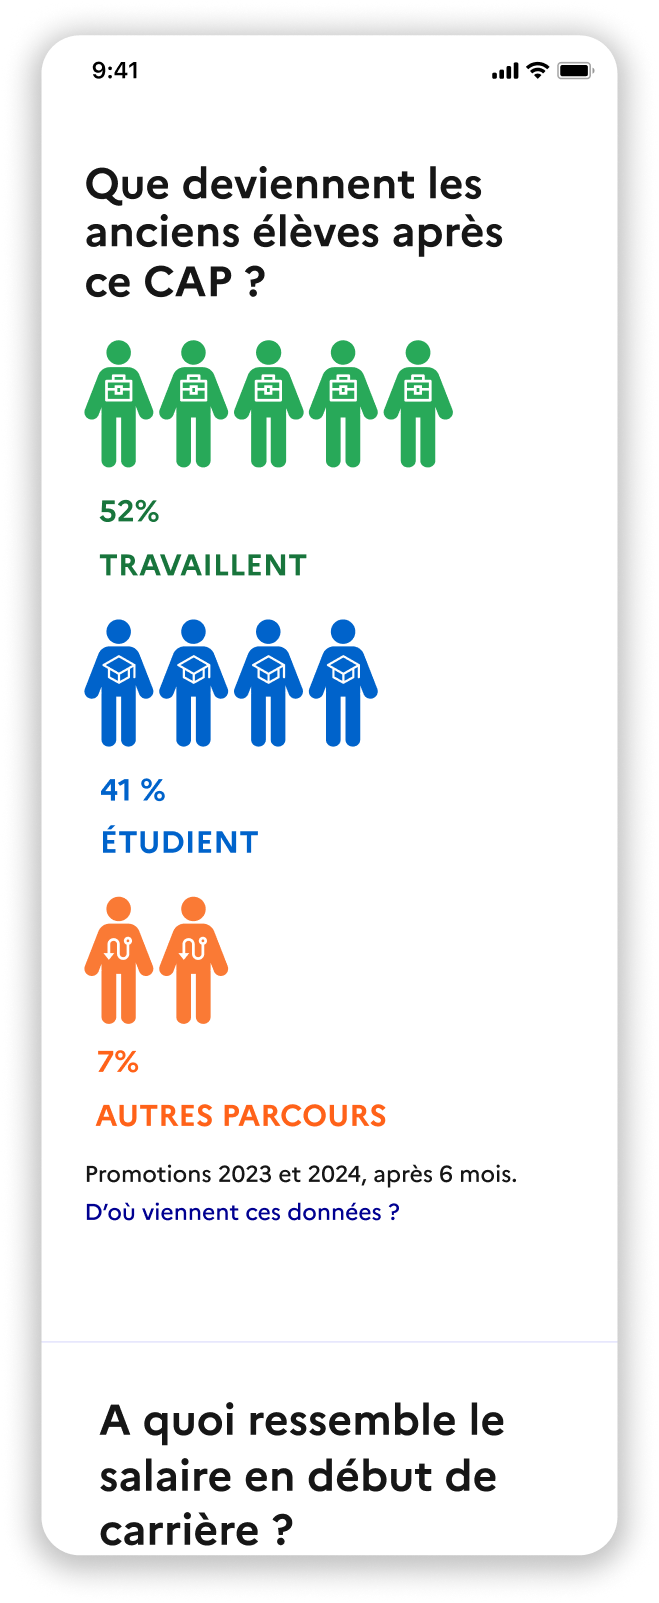 9:41
Que deviennent les
anciens élèves après
ce CAP ?
52%
TRAVAILLENT
41 %
ÉTUDIENT
7%
AUTRES PARCOURS
Promotions 2023 et 2024, après 6 mois.
D’où viennent ces données ?
A quoi ressemble le
salaire en début de
carrière ?